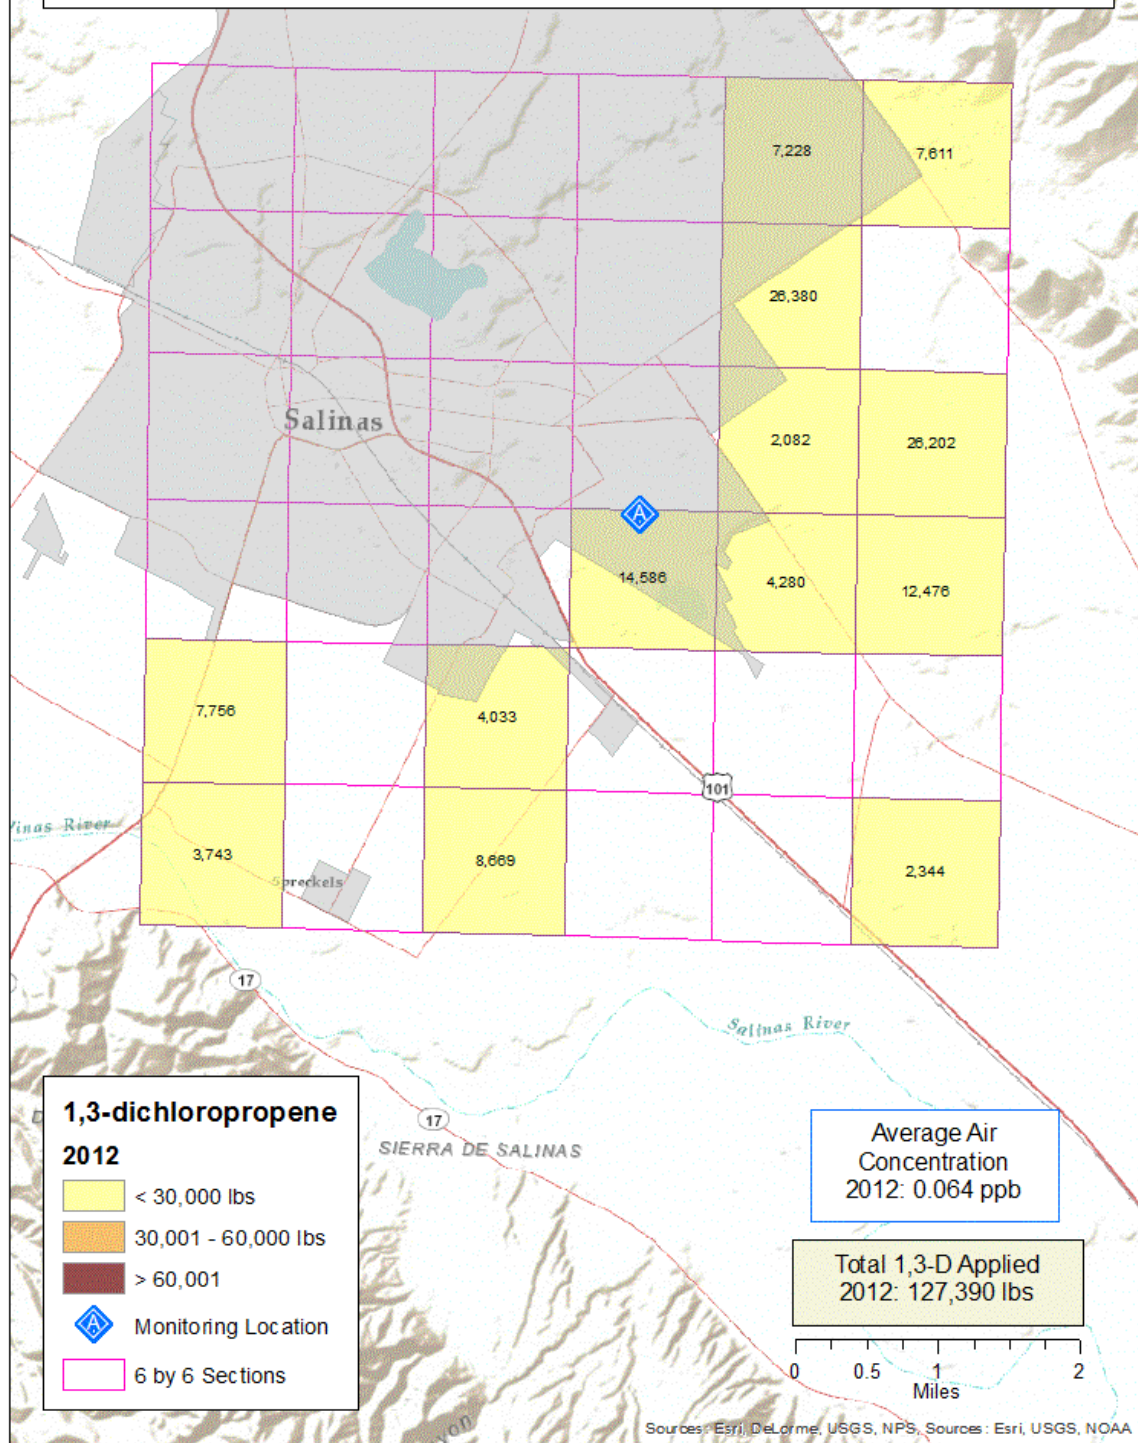 7,228
7,611
26,380
Salinas
2,082
26,202
A
14,586
4,280
12,476
7,756
4,033
101
inas River
3,743
8,669
2,344
Spreckels
17
Salinas River
1,3-dichloropropene
2012
< 30,000 lbs
30,001 - 60,000 lbs
> 60,001
A Monitoring Location
6 by 6 Sections
17
SIERRA DE SALINAS
Average Air
Concentration
2012: 0.064 ppb
Total 1,3-D Applied
2012: 127,390 lbs
0 0.5 1 2
Miles
yon
Sources: Esri, DeLorme, USGS, NPS, Sources: Esri, USGS, NOAA